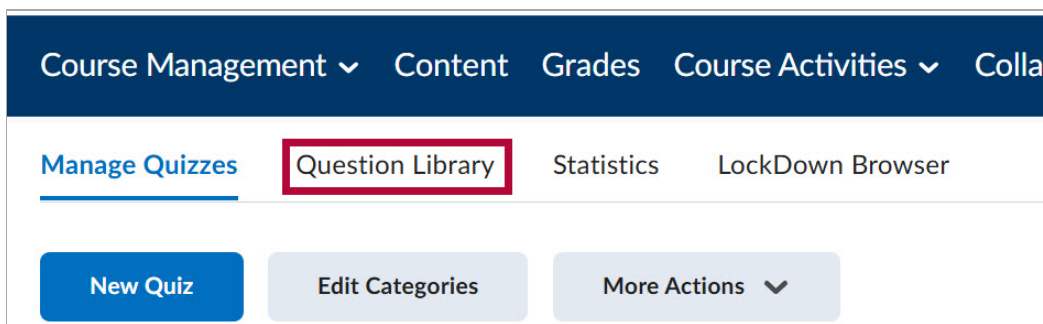 Course Management Content Grades Course Activities Colla
Manage Quizzes Question Library Statistics LockDown Browser
New Quiz Edit Categories More Actions